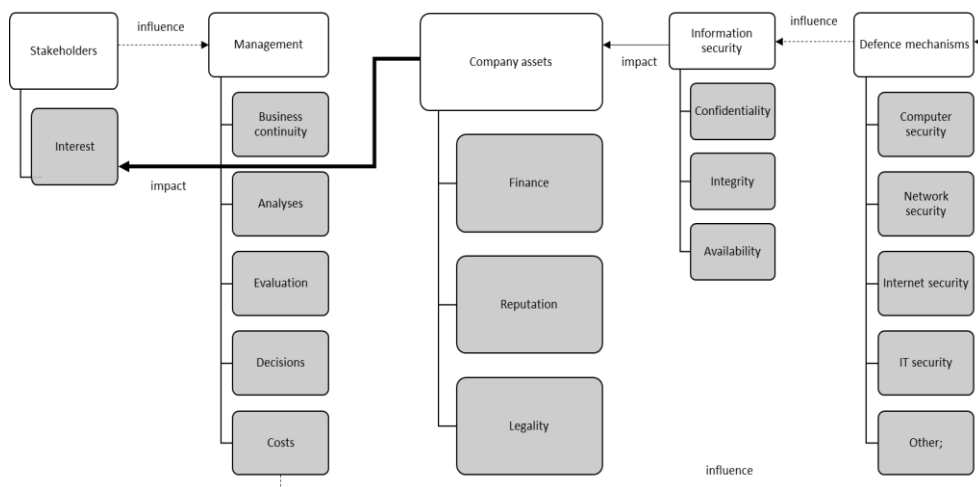 influence
influence
Stakeholders
Management
Company assets
Information
security
Defence mechanisms
impact
Interest
Business
continuity
Analyses
Evaluation
Decisions
Costs
impact
Finance
Reputation
Legality
Confidentiality
Integrity
Availability
Computer
security
Network
security
Internet security
IT security
Other;
influence